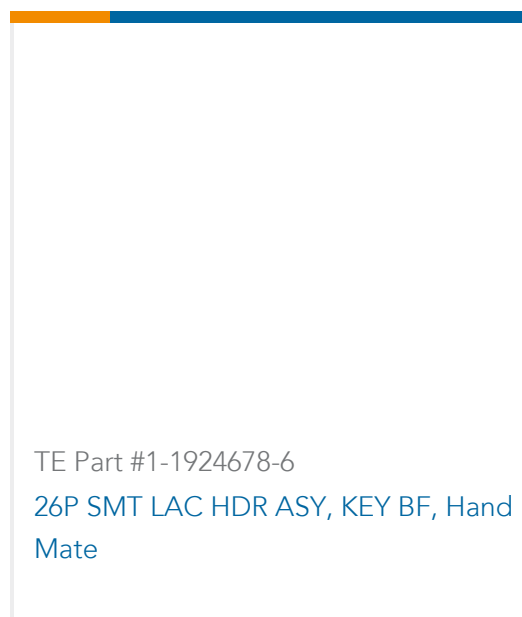 TE Part #1-1924678-6
26P SMT LAC HDR ASY, KEY BF, Hand
Mate